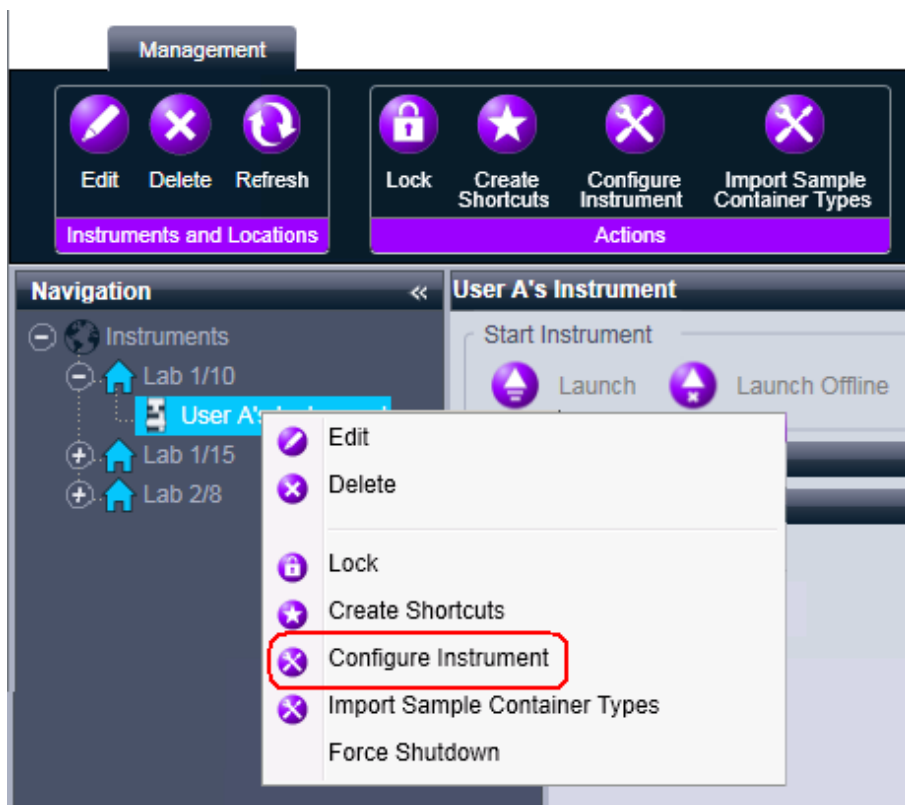 Management
Edit Delete Refresh
Instruments and Locations
Lock Create Shortcuts Configure Instrument Import Sample Container Types
Actions
Navigation «
User A's Instrument
Instruments
Lab 1/10
User A's
Lab 1/15
Lab 2/8
Start Instrument
Launch Launch Offline
Edit
Delete
Lock
Create Shortcuts
Configure Instrument
Import Sample Container Types
Force Shutdown